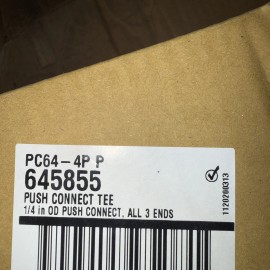 PC64-4P P
645855
PUSH CONNECT TEE
1/4 in OD PUSH CONNECT, ALL 3 ENDS
1120200313